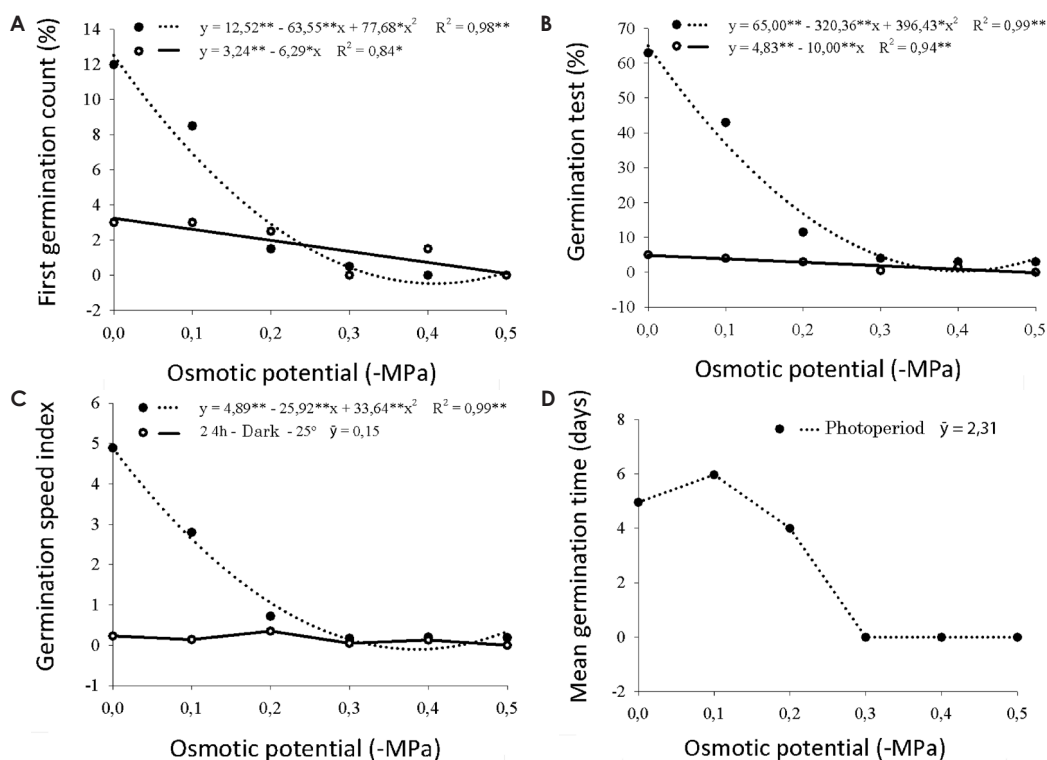 A
y = 12,52** - 63,55**x + 77,68*x² R² = 0,98**
y = 3,24** - 6,29*x R² = 0,84*
First germination count (%)
14
12
10
8
6
4
2
0
-2
0,0 0,1 0,2 0,3 0,4 0,5
Osmotic potential (-MPa)
B
y = 65,00** - 320,36**x + 396,43*x² R² = 0,99**
y = 4,83** - 10,00**x R² = 0,94**
Germination test (%)
70
60
50
40
30
20
10
0
-10
0,0 0,1 0,2 0,3 0,4 0,5
Osmotic potential (-MPa)
C
y = 4,89** - 25,92**x + 33,64**x² R² = 0,99**
2 4h - Dark - 25° ȳ = 0,15
Germination speed index
6
5
4
3
2
1
0
-1
0,0 0,1 0,2 0,3 0,4 0,5
Osmotic potential (-MPa)
D
Photoperiod ȳ = 2,31
Mean germination time (days)
8
6
4
2
0
-2
0,0 0,1 0,2 0,3 0,4 0,5
Osmotic potential (-MPa)